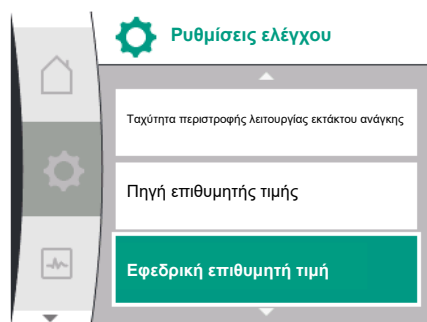 Ρυθμίσεις ελέγχου
Ταχύτητα περιστροφής λειτουργίας εκτάκτου ανάγκης
Πηγή επιθυμητής τιμής
Εφεδρική επιθυμητή τιμή